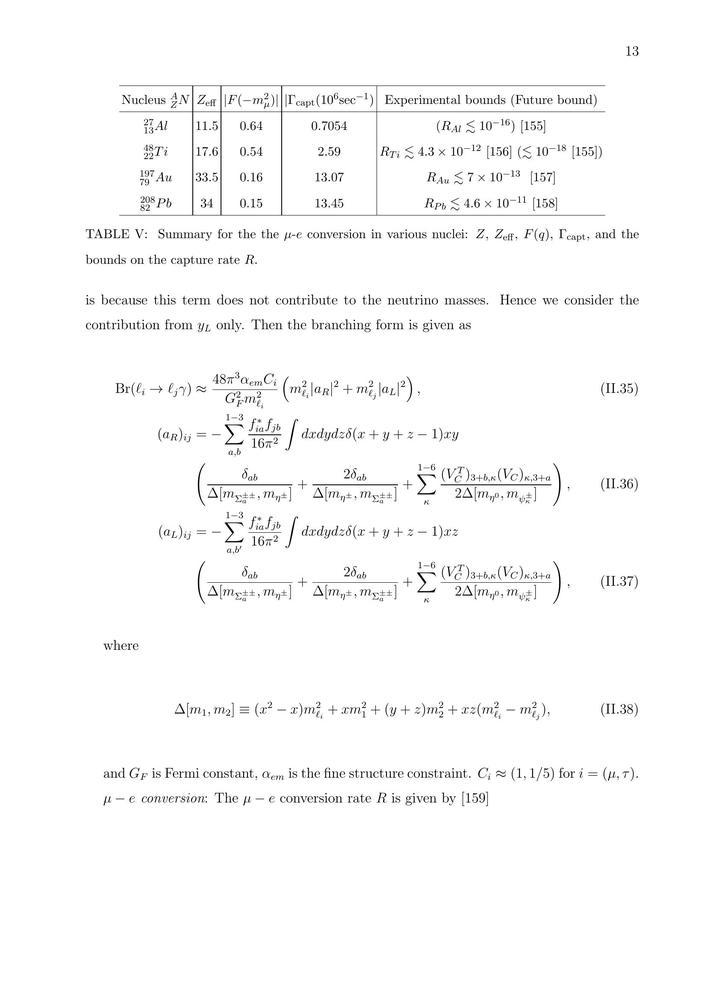 13
Nucleus $^{A}_{Z}N$ | $Z_{\rm eff}$ | $|F(-m_\mu^2)|$ | $|\Gamma_{\rm capt}(10^6{\rm sec}^{-1})$ | Experimental bounds (Future bound)
$^{27}_{13}Al$ | 11.5 | 0.64 | 0.7054 | $(R_{Al} \lesssim 10^{-16})$ [155]
$^{48}_{22}Ti$ | 17.6 | 0.54 | 2.59 | $R_{Ti} \lesssim 4.3 \times 10^{-12}$ [156] $(\lesssim 10^{-18}$ [155])
$^{197}_{79}Au$ | 33.5 | 0.16 | 13.07 | $R_{Au} \lesssim 7 \times 10^{-13}$ [157]
$^{208}_{82}Pb$ | 34 | 0.15 | 13.45 | $R_{Pb} \lesssim 4.6 \times 10^{-11}$ [158]
TABLE V: Summary for the the $\mu$-$e$ conversion in various nuclei: $Z$, $Z_{\rm eff}$, $F(q)$, $\Gamma_{\rm capt}$, and the
bounds on the capture rate $R$.
is because this term does not contribute to the neutrino masses. Hence we consider the
contribution from $y_L$ only. Then the branching form is given as
${\rm Br}(\ell_i \to \ell_j \gamma) \approx \frac{48\pi^3 \alpha_{em} C_i}{G_F^2 m_{\ell_i}^2} \left( m_{\ell_i}^2 |a_R|^2 + m_{\ell_j}^2 |a_L|^2 \right),$ (II.35)
$(a_R)_{ij} = -\sum_{a,b}^{1-3} \frac{f_{ia}^* f_{jb}}{16\pi^2} \int dxdydz\delta(x+y+z-1)xy$
$\left( \frac{\delta_{ab}}{\Delta[m_{\Sigma_a^{\pm\pm}}, m_{\eta^\pm}]} + \frac{2\delta_{ab}}{\Delta[m_{\eta^\pm}, m_{\Sigma_a^{\pm\pm}}]} + \sum_{\kappa}^{1-6} \frac{(V_C^T)_{3+b,\kappa}(V_C)_{\kappa,3+a}}{2\Delta[m_{\eta^0}, m_{\psi_\kappa^\pm}]} \right),$ (II.36)
$(a_L)_{ij} = -\sum_{a,b'}^{1-3} \frac{f_{ia}^* f_{jb}}{16\pi^2} \int dxdydz\delta(x+y+z-1)xz$
$\left( \frac{\delta_{ab}}{\Delta[m_{\Sigma_a^{\pm\pm}}, m_{\eta^\pm}]} + \frac{2\delta_{ab}}{\Delta[m_{\eta^\pm}, m_{\Sigma_a^{\pm\pm}}]} + \sum_{\kappa}^{1-6} \frac{(V_C^T)_{3+b,\kappa}(V_C)_{\kappa,3+a}}{2\Delta[m_{\eta^0}, m_{\psi_\kappa^\pm}]} \right),$ (II.37)
where
$\Delta[m_1, m_2] \equiv (x^2 - x)m_{\ell_i}^2 + xm_1^2 + (y+z)m_2^2 + xz(m_{\ell_i}^2 - m_{\ell_j}^2),$ (II.38)
and $G_F$ is Fermi constant, $\alpha_{em}$ is the fine structure constraint. $C_i \approx (1, 1/5)$ for $i = (\mu, \tau)$.
$\mu - e$ conversion: The $\mu - e$ conversion rate $R$ is given by [159]